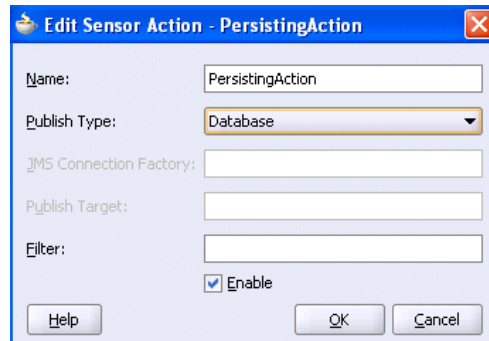 Edit Sensor Action - PersistingAction
Name: PersistingAction
Publish Type: Database
JMS Connection Factory:
Publish Target:
Filter:
Enable
Help OK Cancel